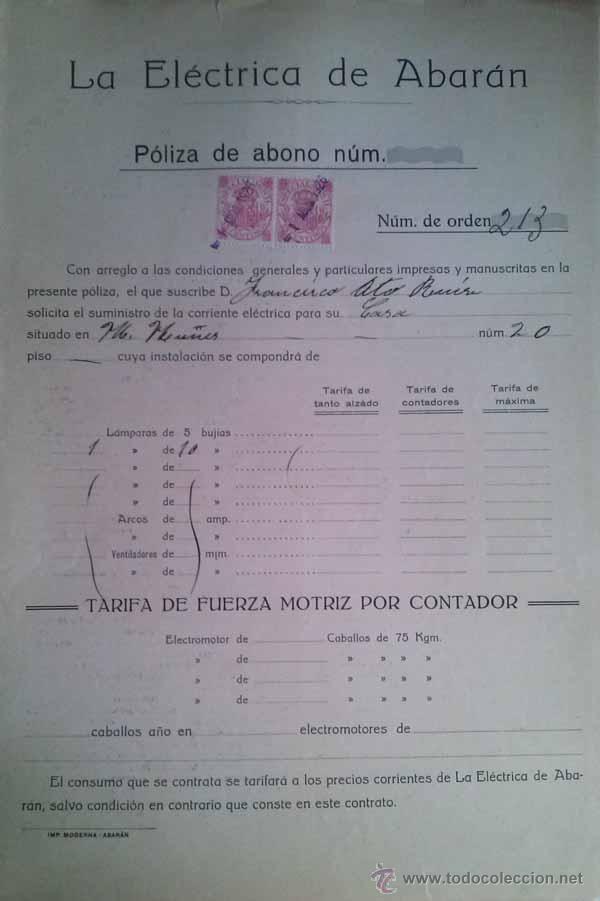 La Eléctrica de Abarán
Póliza de abono núm.
Núm. de orden 213
Con arreglo a las condiciones generales y particulares impresas y manuscritas en la
presente póliza, el que suscribe D. Francisco Ato
solicita el suministro de la corriente eléctrica para su Casa
situado en núm. 20
piso cuya instalación se compondrá de
Tarifa de tanto alzado Tarifa de contadores Tarifa de máxima
Lámparas de 5 bujías
1 » de 10 »
» de »
» de »
» de »
Arcos de amp.
» de »
Ventiladores de m|m.
» de »
TARIFA DE FUERZA MOTRIZ POR CONTADOR
Electromotor de Caballos de 75 Kgm.
» de » » » »
» de » » » »
» de » » » »
caballos año en electromotores de
El consumo que se contrata se tarifará a los precios corrientes de La Eléctrica de Aba-
rán, salvo condición en contrario que conste en este contrato.
IMP. MODERNA - ABARÁN
www.todocoleccion.net